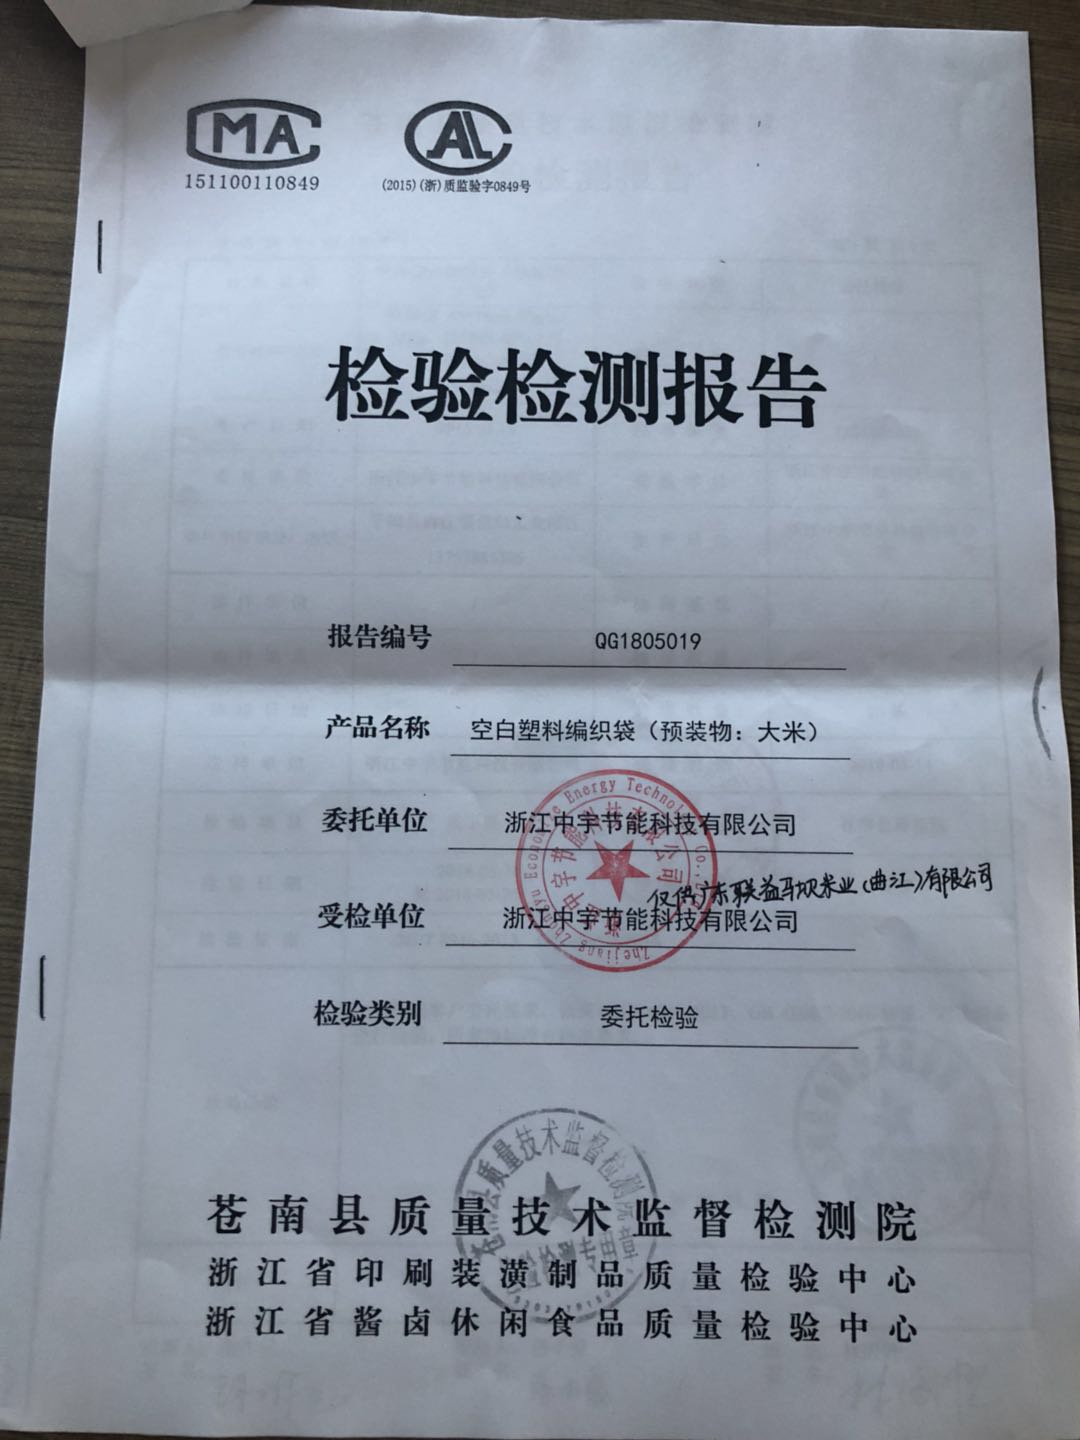 MA
151100110849
CAL
(2015)(浙)质监验字0849号
检验检测报告
报告编号 QG1805019
产品名称 空白塑料编织袋（预装物：大米）
委托单位 浙江中宇节能科技有限公司
仅供广东联益马坝米业（曲江）有限公司
受检单位 浙江中宇节能科技有限公司
检验类别 委托检验
苍南县质量技术监督检测院
浙江省印刷装潢制品质量检验中心
浙江省酱卤休闲食品质量检验中心